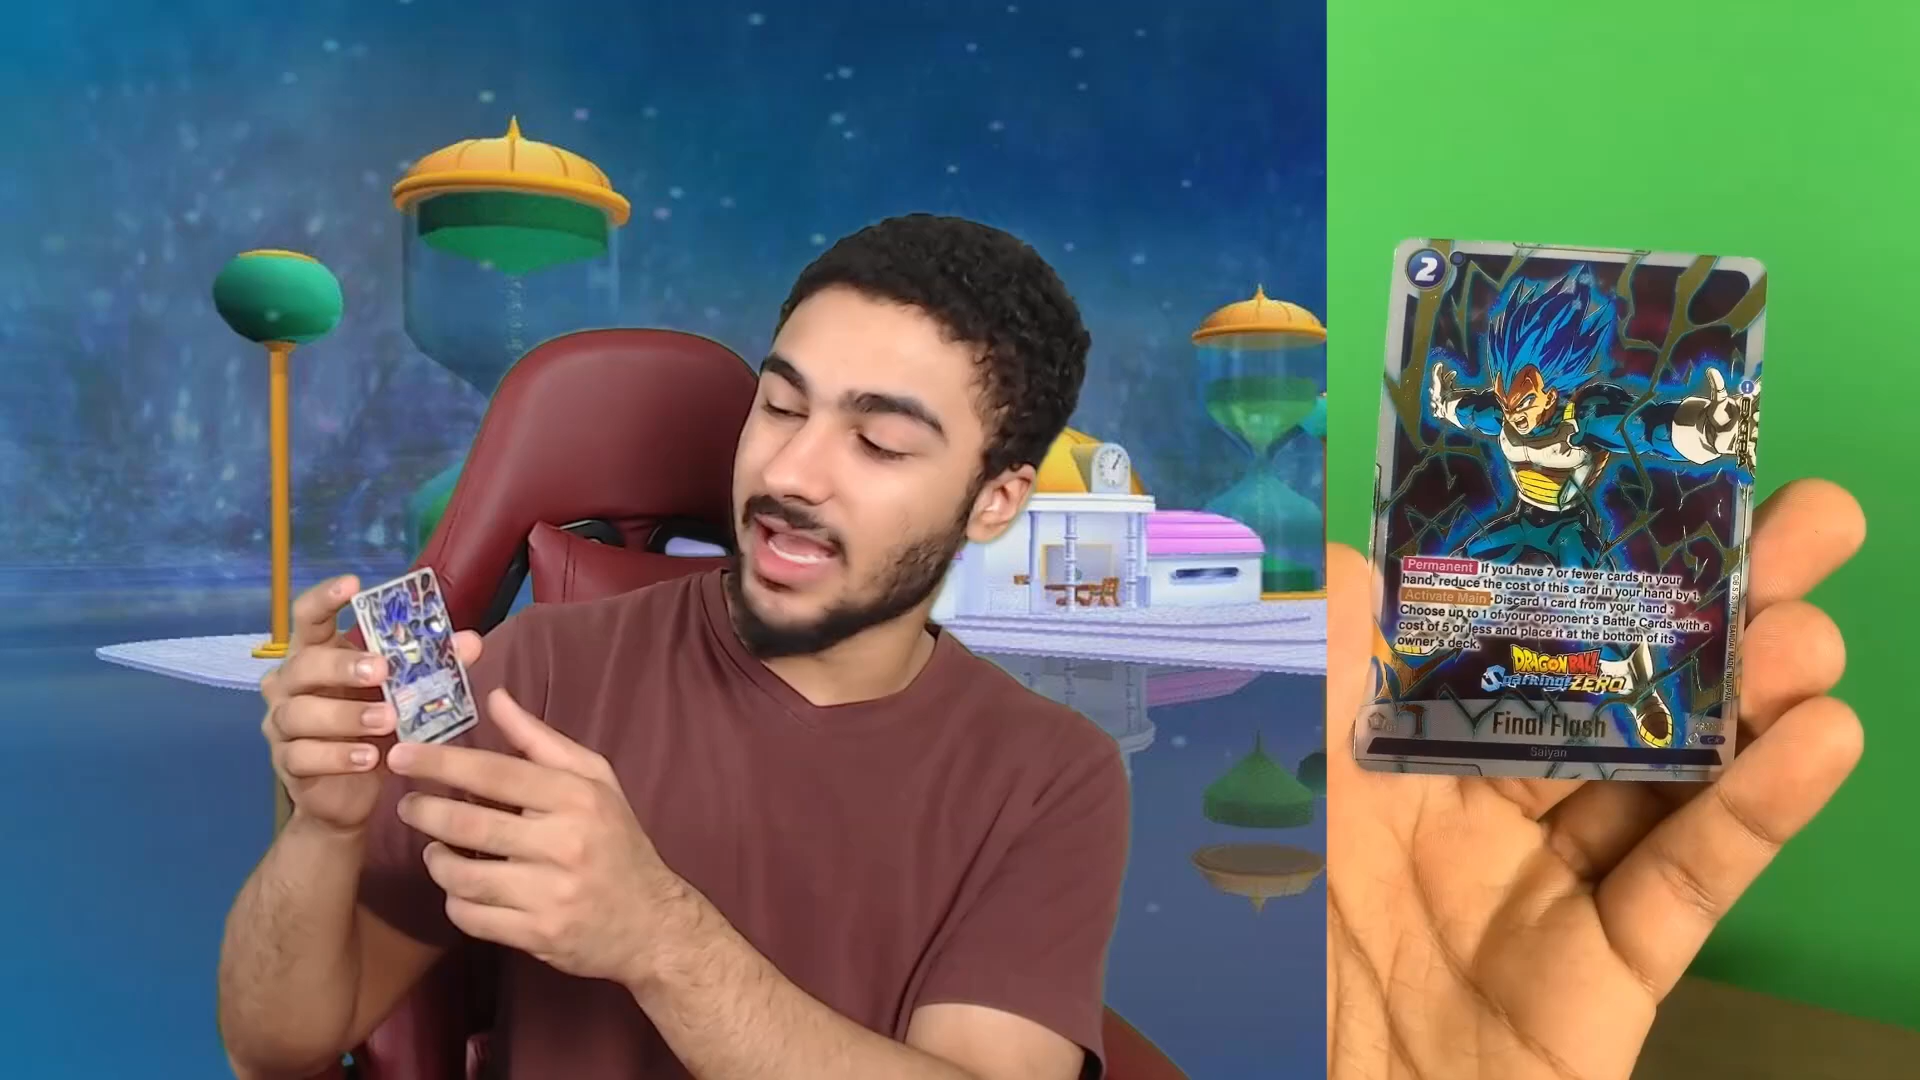 2
EXTRA
Permanent If you have 7 or fewer cards in your
hand, reduce the cost of this card in your hand by 1.
Activate Main Discard 1 card from your hand :
Choose up to 1 of your opponent's Battle Cards with a
cost of 5 or less and place it at the bottom of its
owner's deck.
DRAGON BALL
Sparking! ZERO
Final Flash
Saiyan